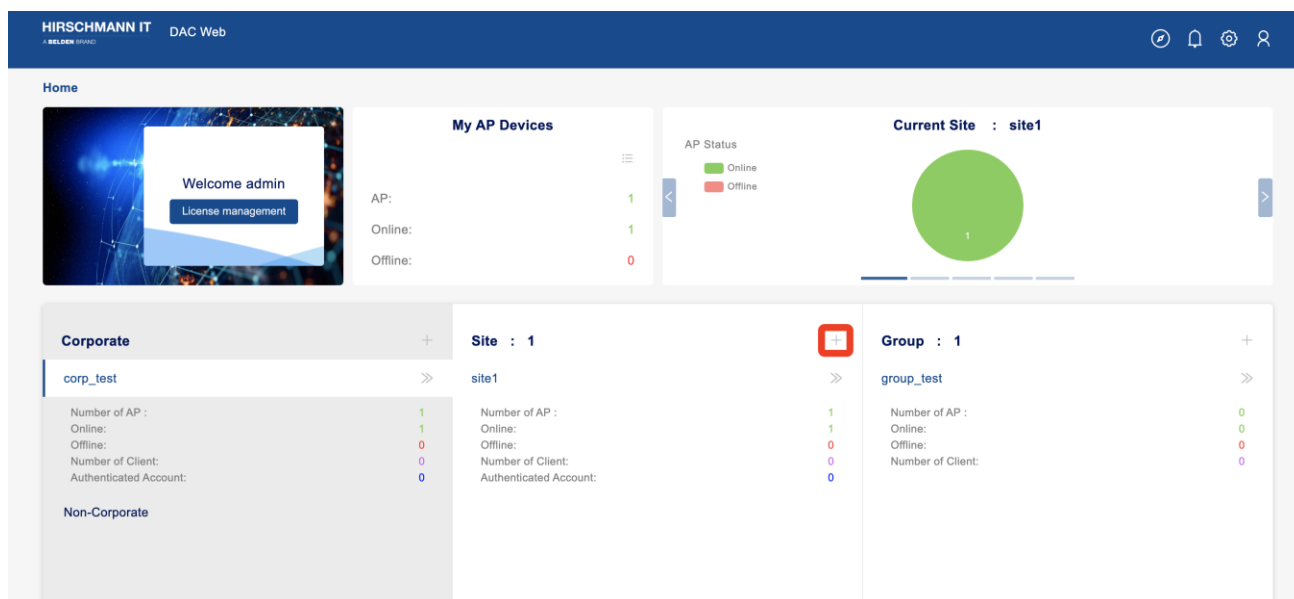 HIRSCHMANN IT
A BELDEN BRAND
DAC Web
Home
Welcome admin
License management
My AP Devices
AP: 1
Online: 1
Offline: 0
Current Site : site1
AP Status
Online
Offline
1
Corporate +
corp_test
Number of AP : 1
Online: 1
Offline: 0
Number of Client: 0
Authenticated Account: 0
Non-Corporate
Site : 1 +
site1
Number of AP : 1
Online: 1
Offline: 0
Number of Client: 0
Authenticated Account: 0
Group : 1 +
group_test
Number of AP : 0
Online: 0
Offline: 0
Number of Client: 0